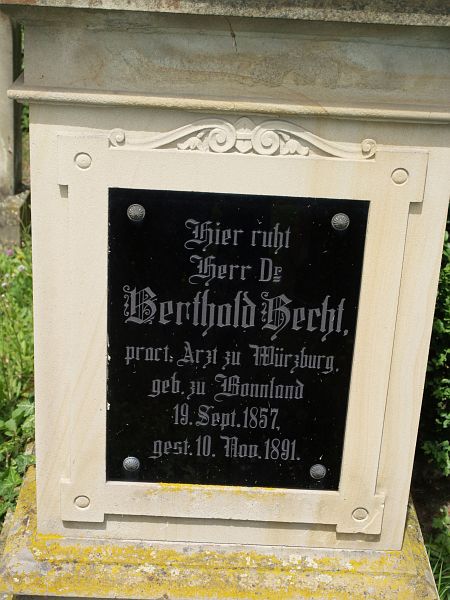 Hier ruht
Herr Dr
Berthold Hecht,
pract. Arzt zu Würzburg,
geb. zu Bonnland
19. Sept. 1857,
gest. 10. Nov. 1891.